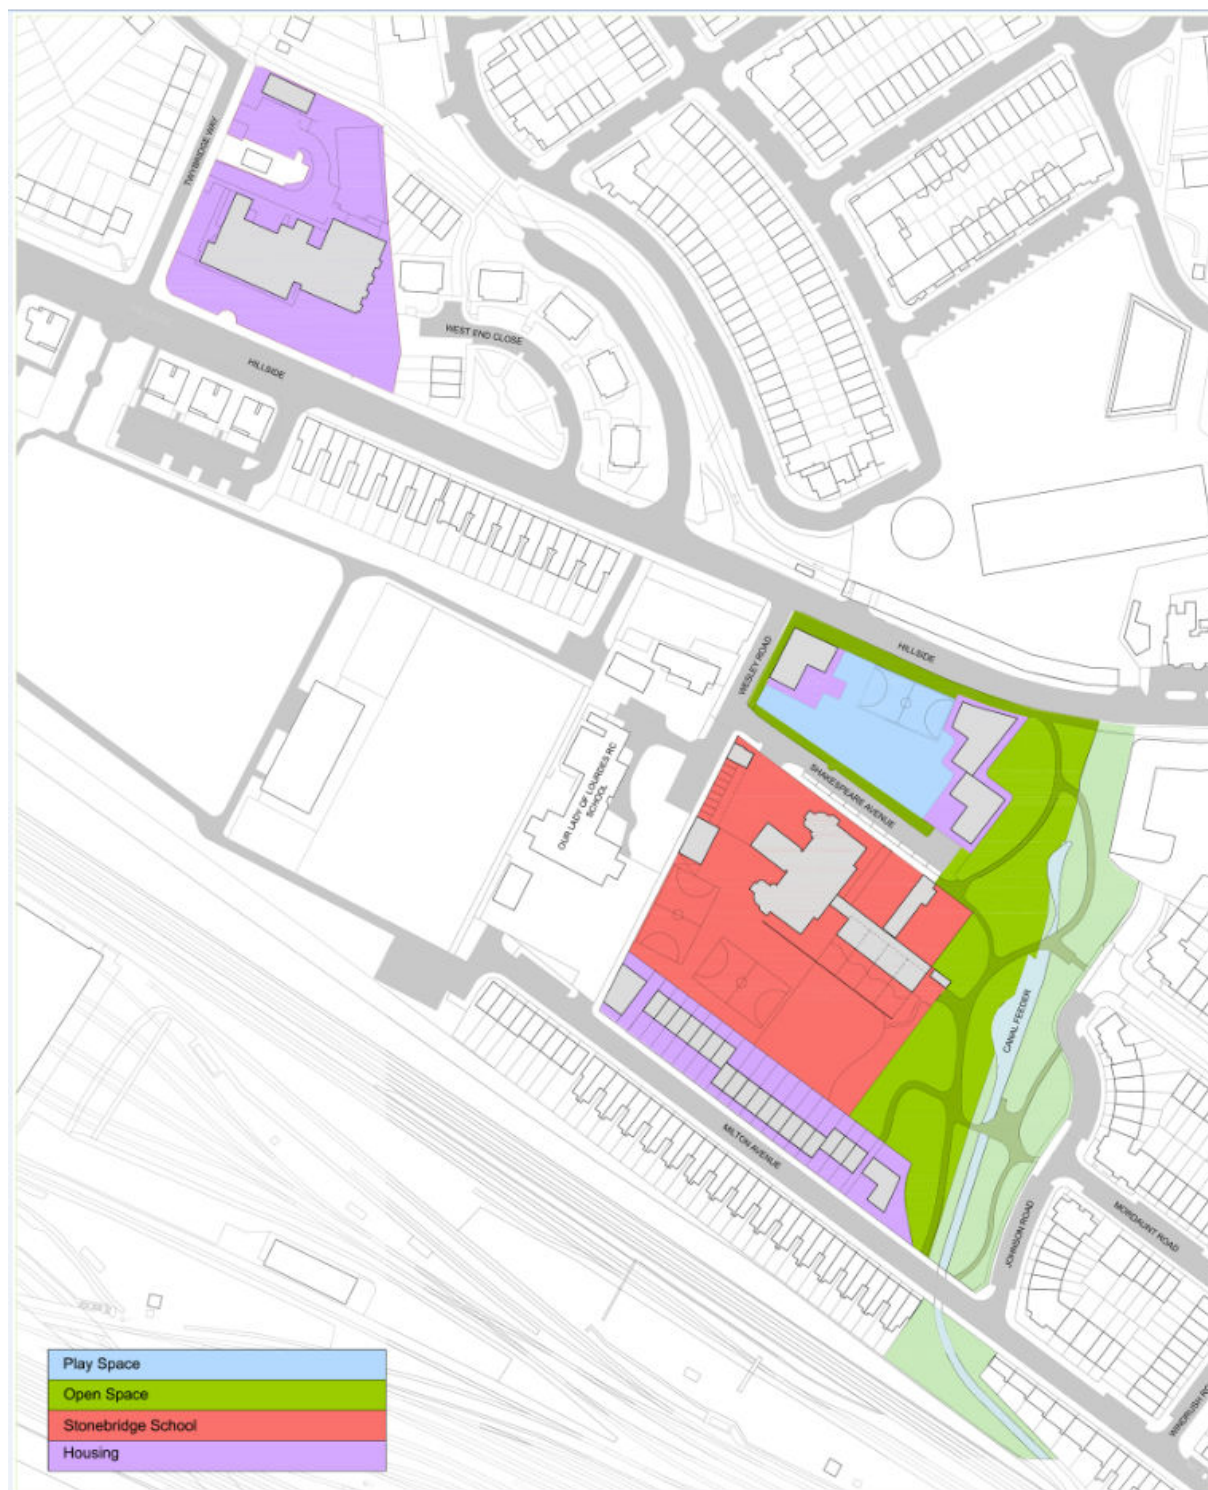 TWYBRIDGE WAY
WEST END CLOSE
HILLSIDE
WESLEY ROAD
HILLSIDE
SHAKESPEARE AVENUE
OUR LADY OF LOURDES RC
SCHOOL
CANAL FEEDER
MILTON AVENUE
JOHNSON ROAD
MORDAUNT ROAD
WINDRUSH
Play Space
Open Space
Stonebridge School
Housing